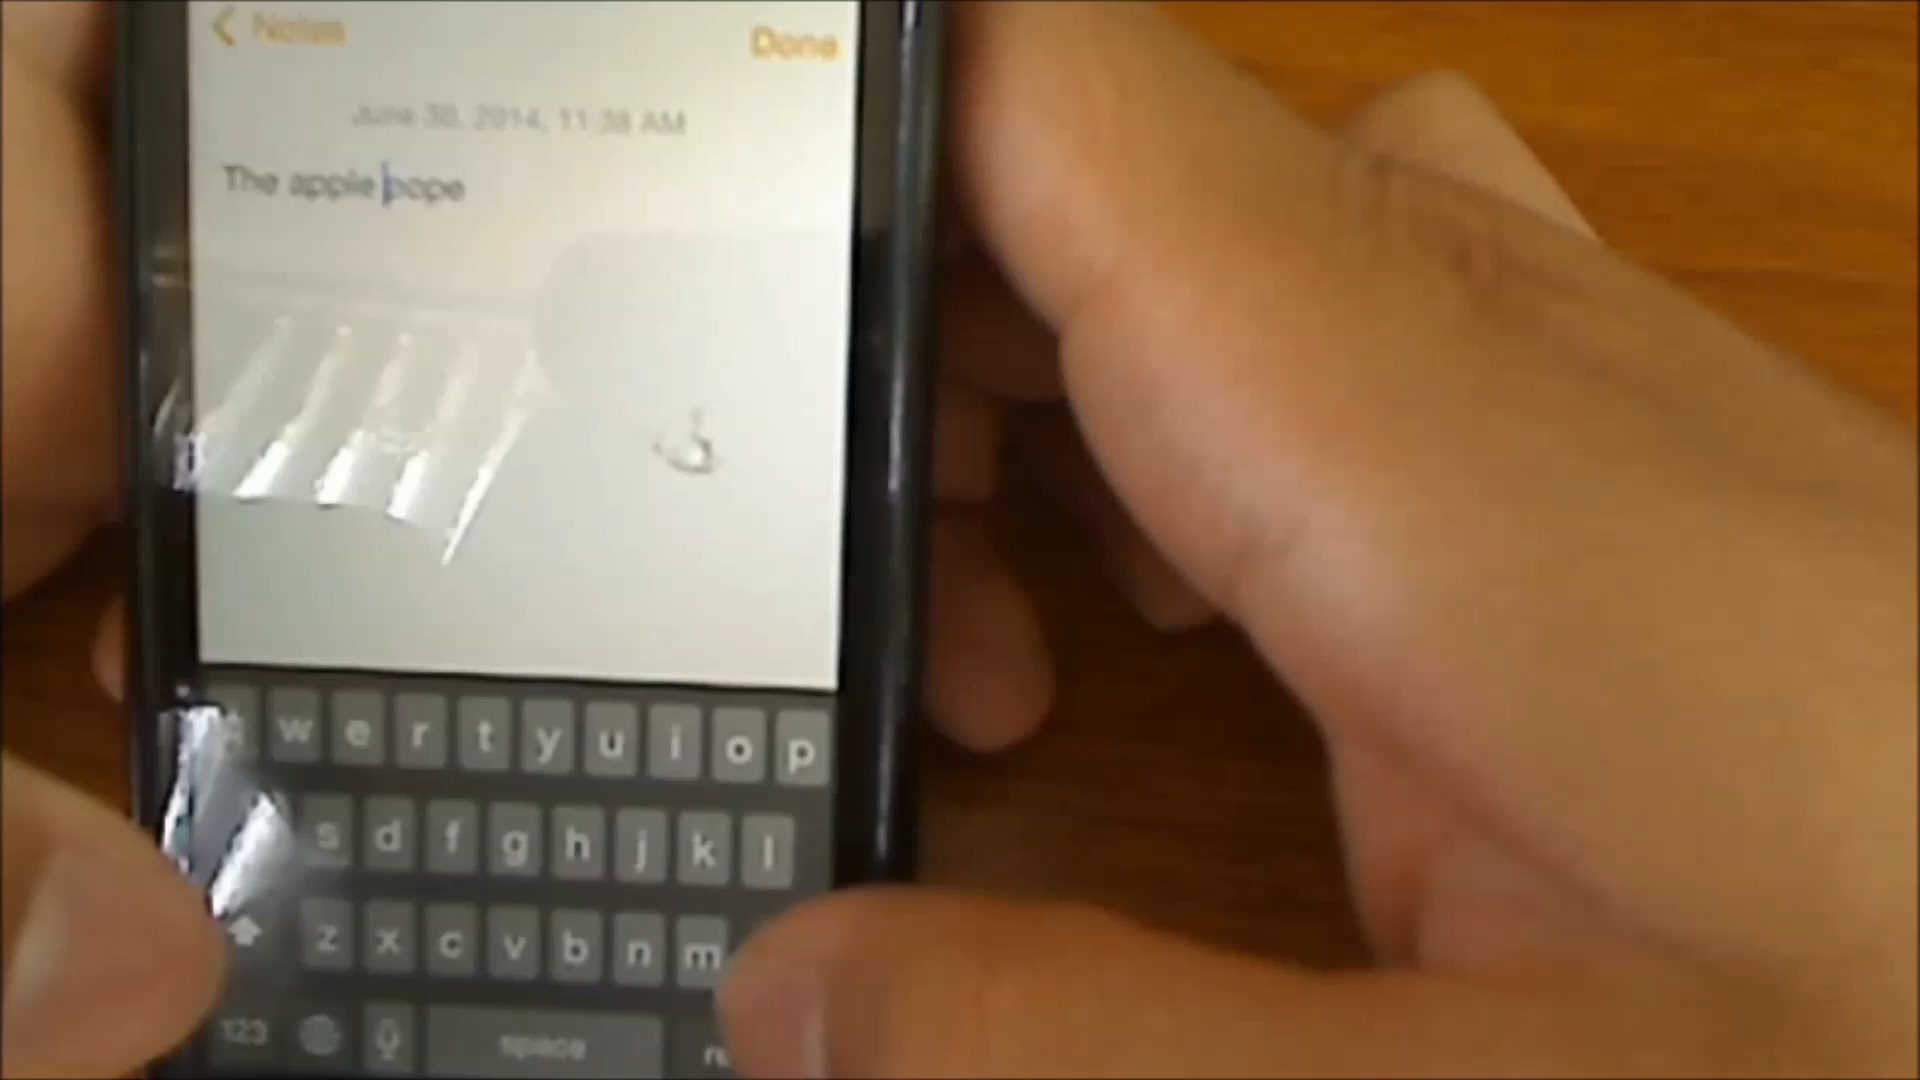 Notes
Done
June 30, 2014, 11:38 AM
The apple pope
q w e r t y u i o p
s d f g h j k l
z x c v b n m
123 space